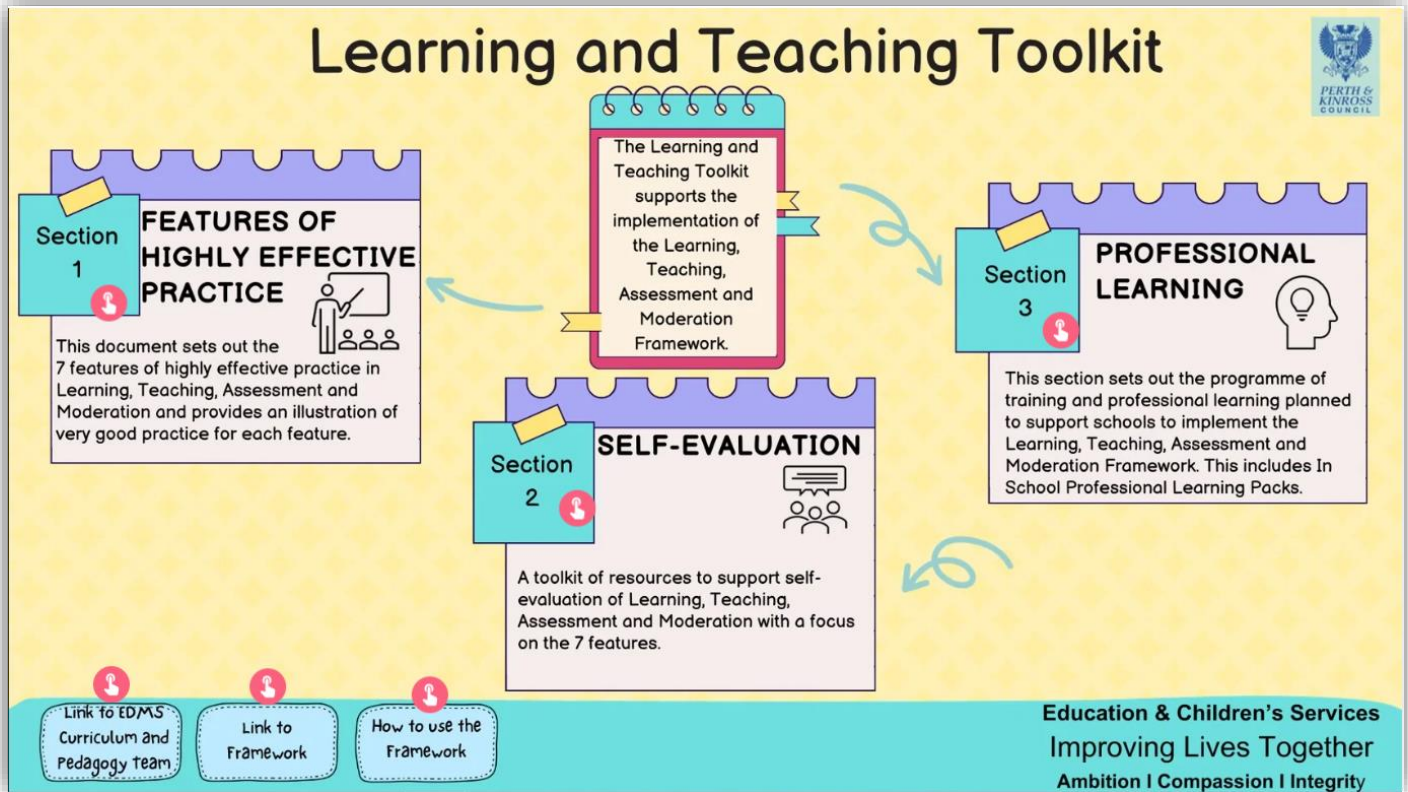 Learning and Teaching Toolkit
PERTH &
KINROSS
COUNCIL
The Learning and
Teaching Toolkit
supports the
implementation of
the Learning,
Teaching,
Assessment and
Moderation
Framework.
Section
1
FEATURES OF
HIGHLY EFFECTIVE
PRACTICE
This document sets out the
7 features of highly effective practice in
Learning, Teaching, Assessment and
Moderation and provides an illustration of
very good practice for each feature.
Section
2
SELF-EVALUATION
A toolkit of resources to support self-
evaluation of Learning, Teaching,
Assessment and Moderation with a focus
on the 7 features.
Section
3
PROFESSIONAL
LEARNING
This section sets out the programme of
training and professional learning planned
to support schools to implement the
Learning, Teaching, Assessment and
Moderation Framework. This includes In
School Professional Learning Packs.
Link to EDMS
Curriculum and
Pedagogy team
Link to
Framework
How to use the
Framework
Education & Children's Services
Improving Lives Together
Ambition I Compassion I Integrity